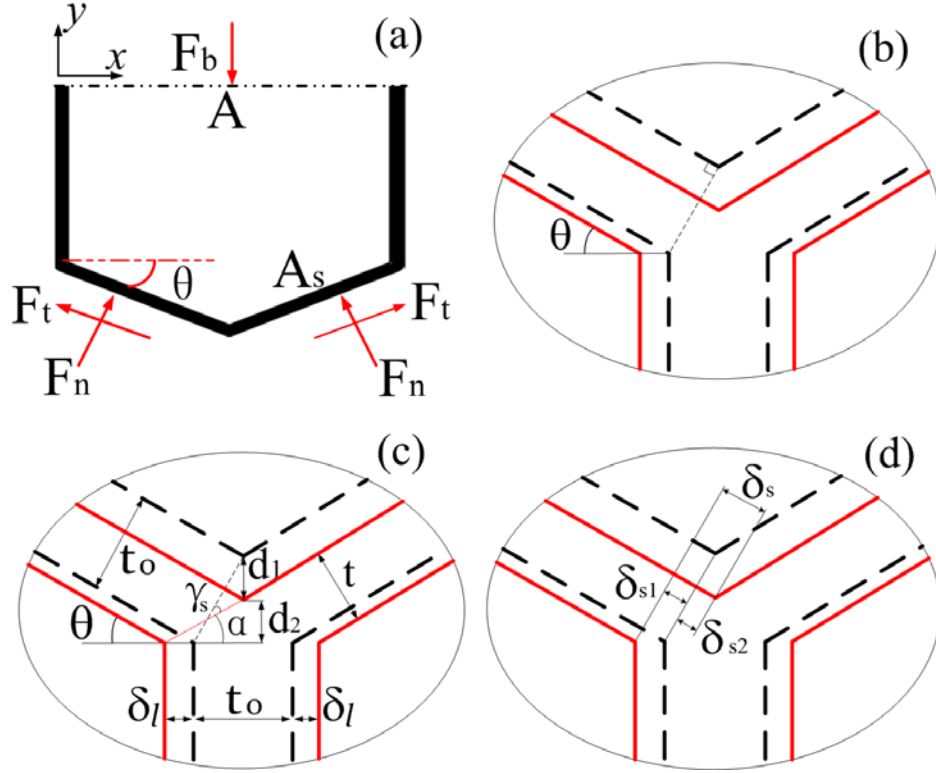 y
x
F_b
(a)
A
θ
A_s
F_t
F_t
F_n
F_n
(b)
θ
(c)
t_o
d_1
t
γ_s
α
d_2
θ
δ_l
t_o
δ_l
(d)
δ_s
δ_s1
δ_s2